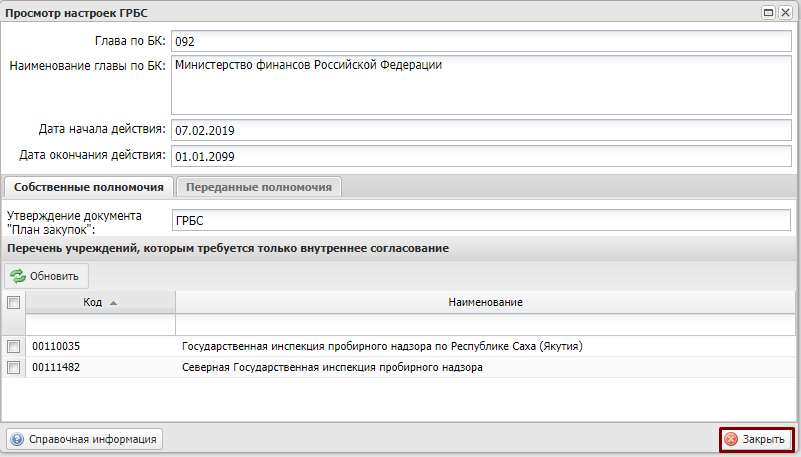 Просмотр настроек ГРБС
Глава по БК: 092
Наименование главы по БК: Министерство финансов Российской Федерации
Дата начала действия: 07.02.2019
Дата окончания действия: 01.01.2099
Собственные полномочия Переданные полномочия
Утверждение документа
"План закупок": ГРБС
Перечень учреждений, которым требуется только внутреннее согласование
Обновить
Код Наименование
00110035 Государственная инспекция пробирного надзора по Республике Саха (Якутия)
00111482 Северная Государственная инспекция пробирного надзора
Справочная информация Закрыть